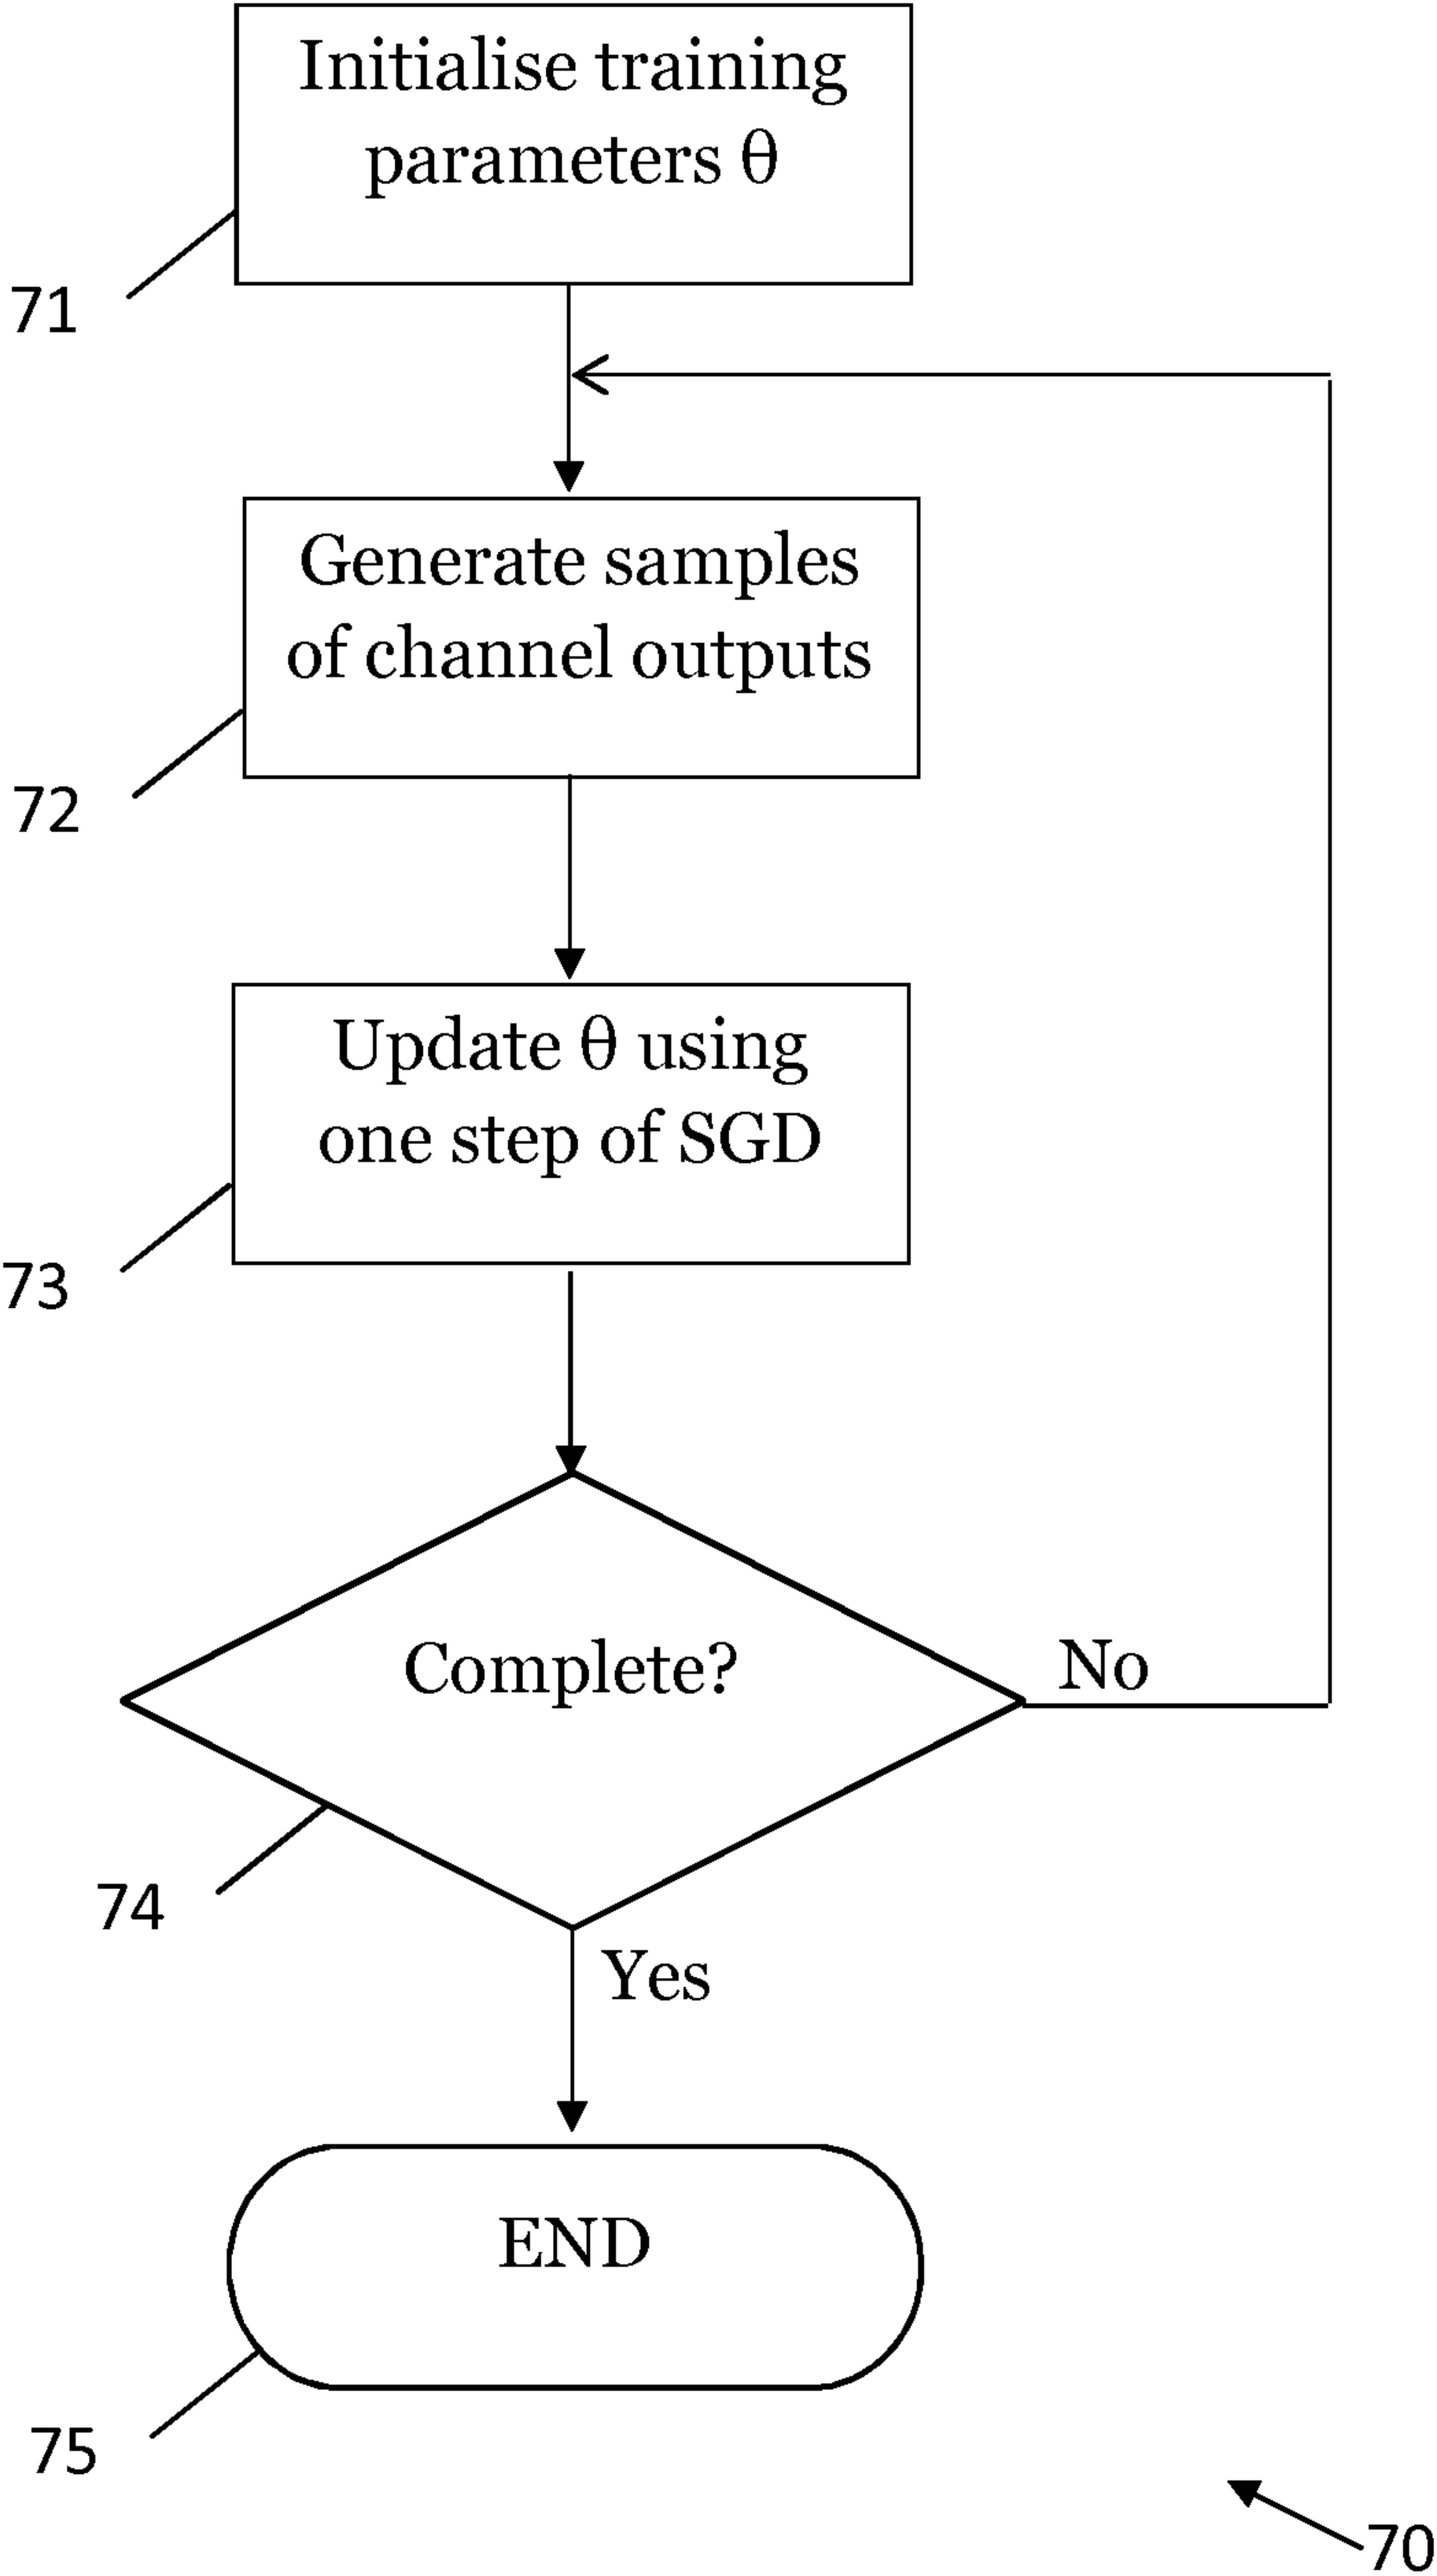 Initialise training
parameters θ
71
Generate samples
of channel outputs
72
Update θ using
one step of SGD
73
Complete?
No
74
Yes
END
75
70